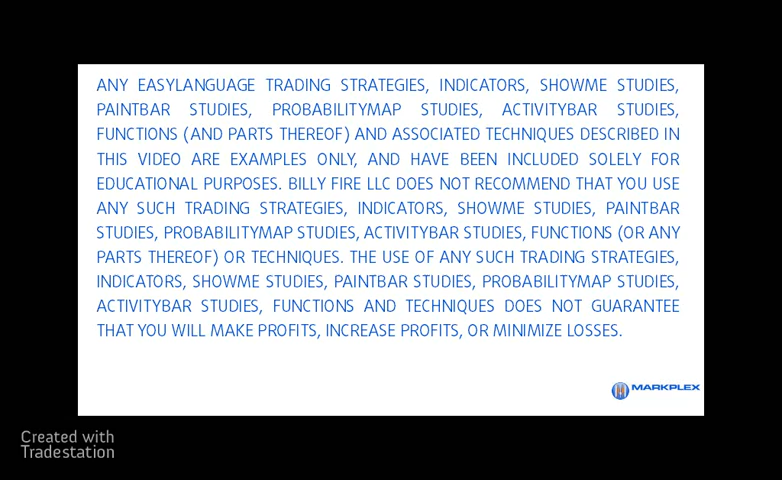 ANY EASYLANGUAGE TRADING STRATEGIES, INDICATORS, SHOWME STUDIES,
PAINTBAR STUDIES, PROBABILITYMAP STUDIES, ACTIVITYBAR STUDIES,
FUNCTIONS (AND PARTS THEREOF) AND ASSOCIATED TECHNIQUES DESCRIBED IN
THIS VIDEO ARE EXAMPLES ONLY, AND HAVE BEEN INCLUDED SOLELY FOR
EDUCATIONAL PURPOSES. BILLY FIRE LLC DOES NOT RECOMMEND THAT YOU USE
ANY SUCH TRADING STRATEGIES, INDICATORS, SHOWME STUDIES, PAINTBAR
STUDIES, PROBABILITYMAP STUDIES, ACTIVITYBAR STUDIES, FUNCTIONS (OR ANY
PARTS THEREOF) OR TECHNIQUES. THE USE OF ANY SUCH TRADING STRATEGIES,
INDICATORS, SHOWME STUDIES, PAINTBAR STUDIES, PROBABILITYMAP STUDIES,
ACTIVITYBAR STUDIES, FUNCTIONS AND TECHNIQUES DOES NOT GUARANTEE
THAT YOU WILL MAKE PROFITS, INCREASE PROFITS, OR MINIMIZE LOSSES.
MARKPLEX
Created with
Tradestation